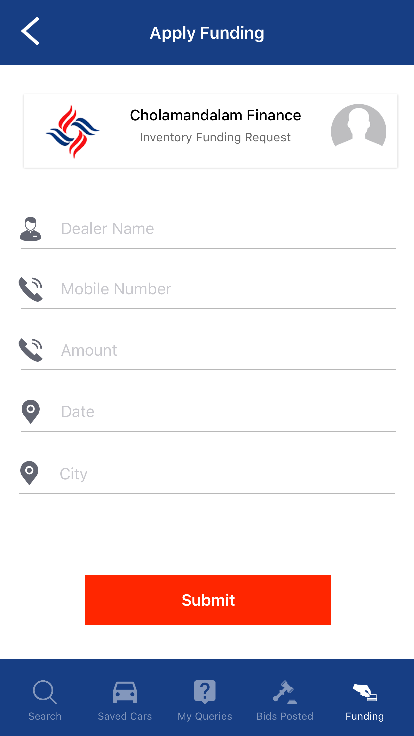 Apply Funding
Cholamandalam Finance
Inventory Funding Request
Dealer Name
Mobile Number
Amount
Date
City
Submit
Search
Saved Cars
My Queries
Bids Posted
Funding